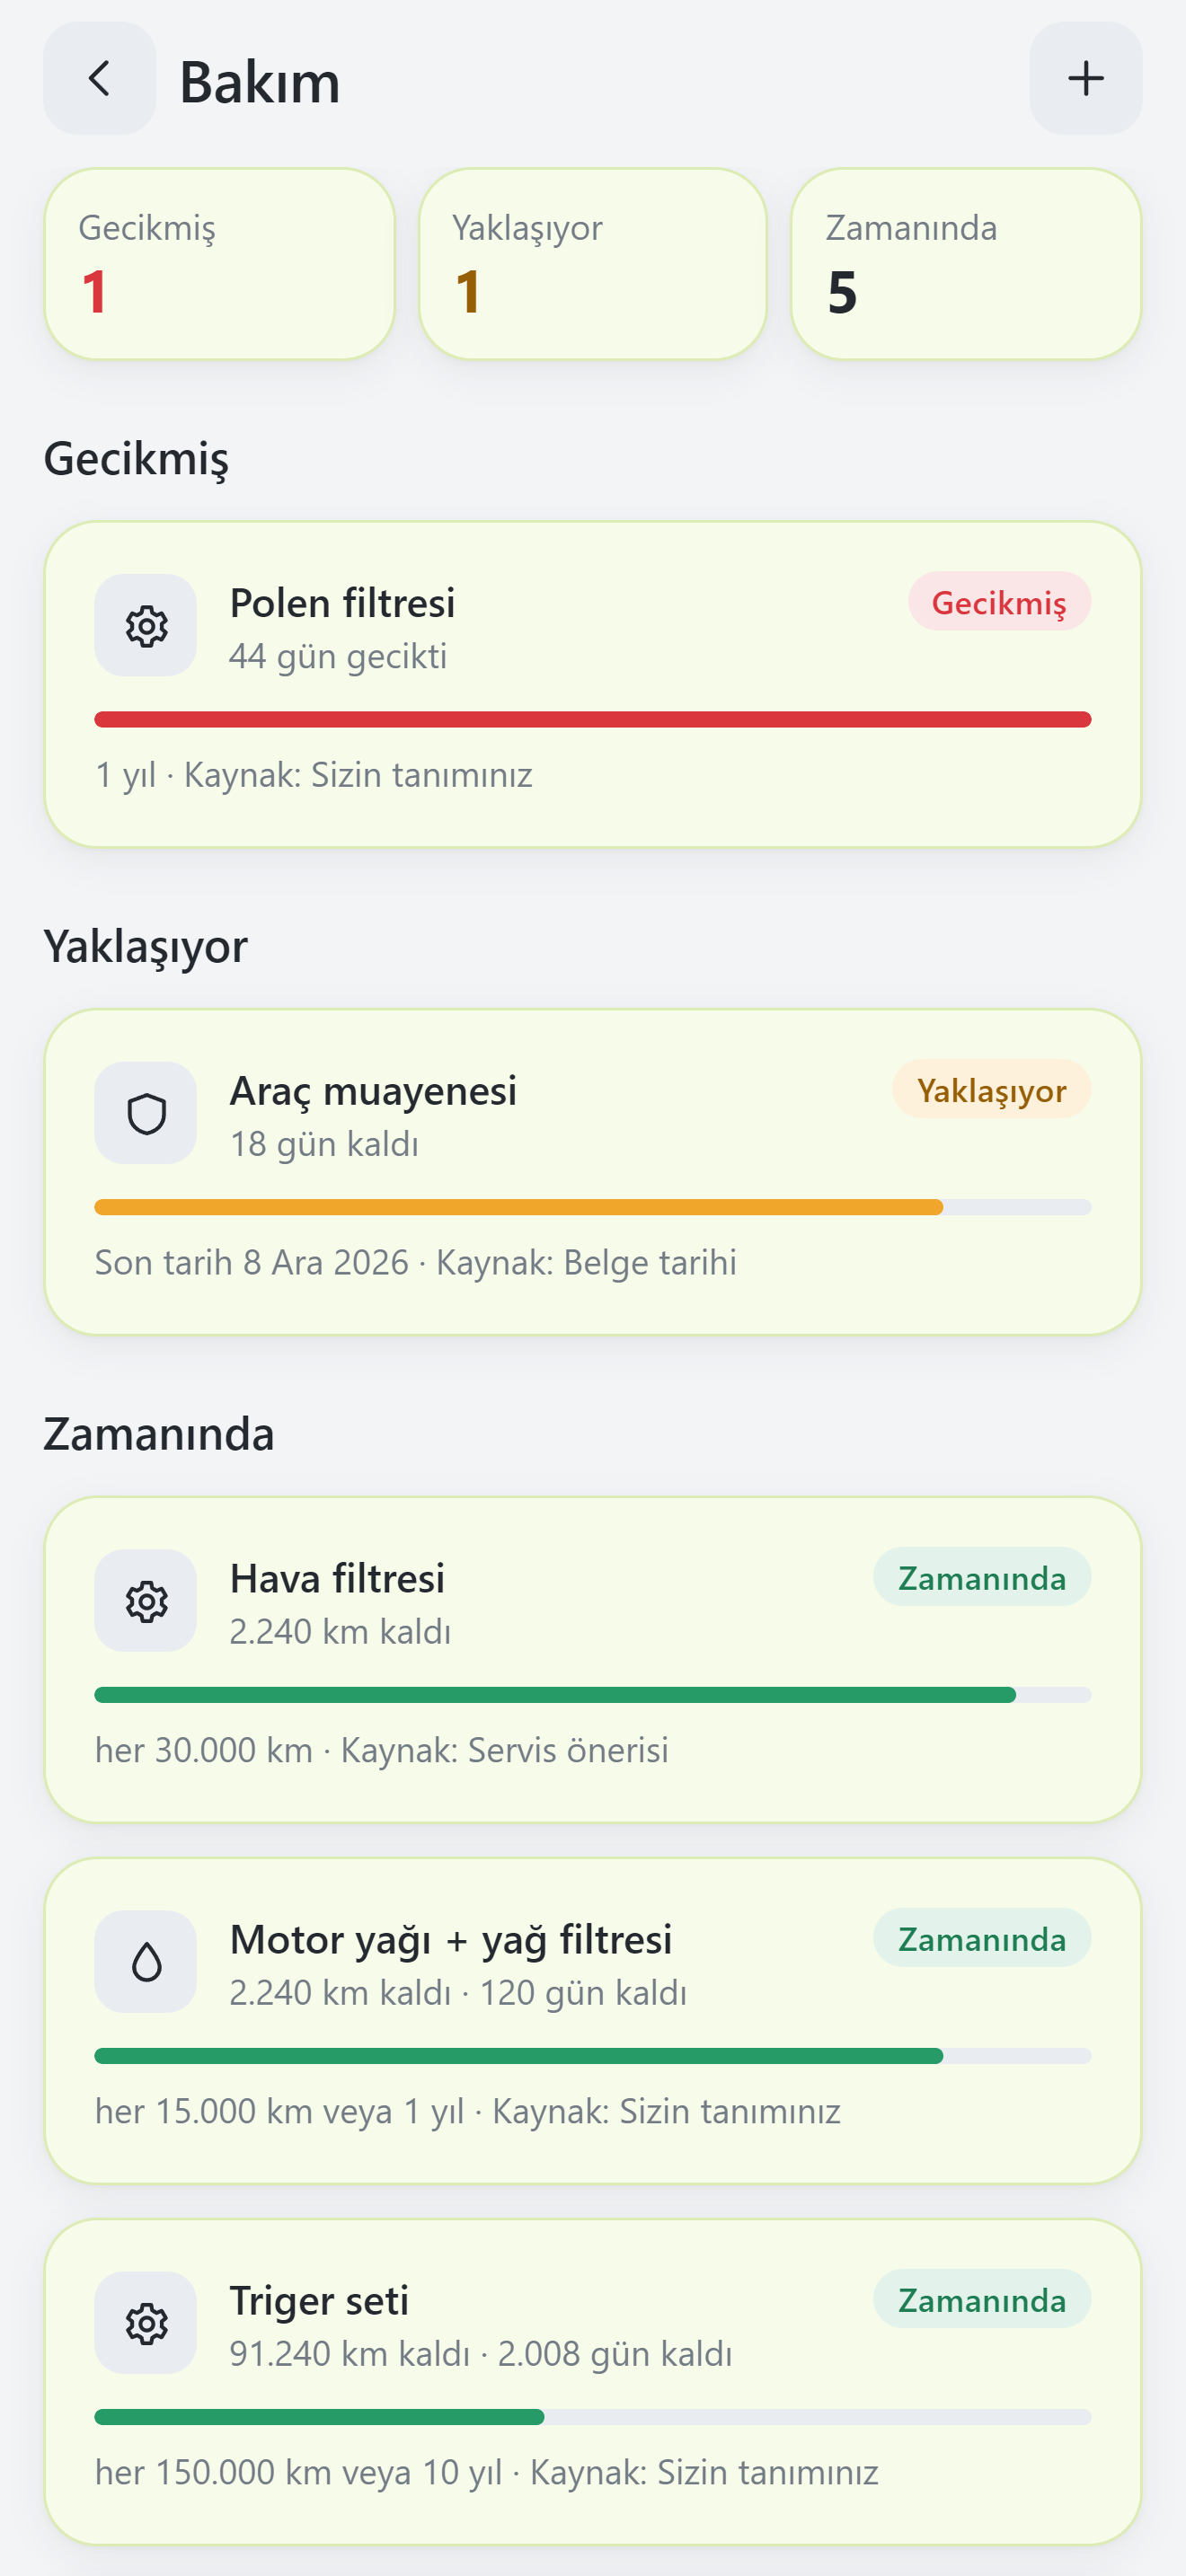 Bakım
Gecikmiş
1
Yaklaşıyor
1
Zamanında
5
Gecikmiş
Polen filtresi
Gecikmiş
44 gün gecikti
1 yıl · Kaynak: Sizin tanımınız
Yaklaşıyor
Araç muayenesi
Yaklaşıyor
18 gün kaldı
Son tarih 8 Ara 2026 · Kaynak: Belge tarihi
Zamanında
Hava filtresi
Zamanında
2.240 km kaldı
her 30.000 km · Kaynak: Servis önerisi
Motor yağı + yağ filtresi
Zamanında
2.240 km kaldı · 120 gün kaldı
her 15.000 km veya 1 yıl · Kaynak: Sizin tanımınız
Triger seti
Zamanında
91.240 km kaldı · 2.008 gün kaldı
her 150.000 km veya 10 yıl · Kaynak: Sizin tanımınız